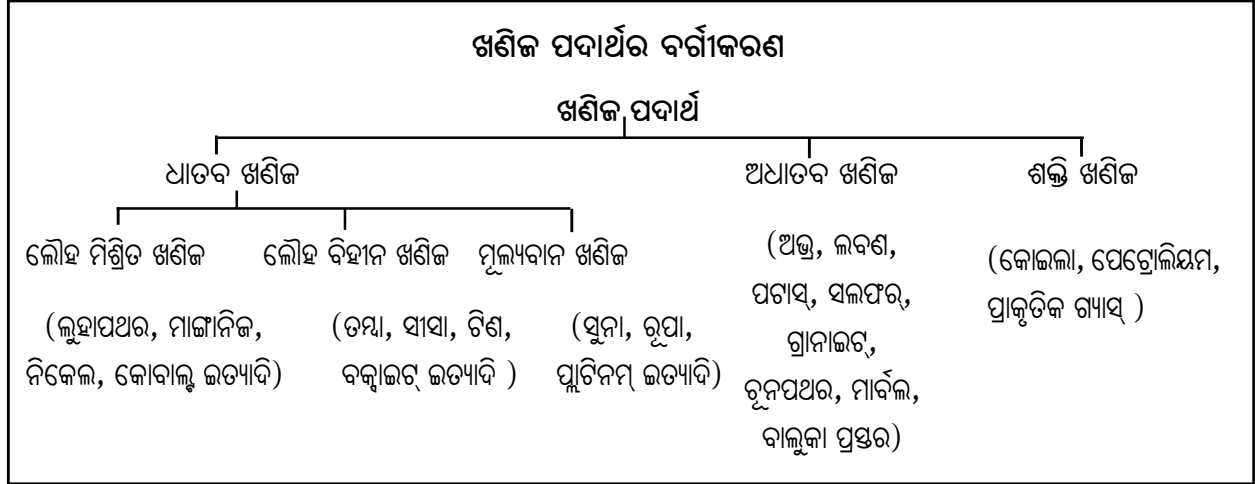 ଖଣିଜ ପଦାର୍ଥର ବର୍ଗୀକରଣ
ଖଣିଜ ପଦାର୍ଥ
ଧାତବ ଖଣିଜ
ଅଧାତବ ଖଣିଜ
ଶକ୍ତି ଖଣିଜ
ଲୌହ ମିଶ୍ରିତ ଖଣିଜ
(ଲୁହାପଥର, ମାଙ୍ଗାନିଜ,
ନିକେଲ, କୋବାଲ୍ଟ ଇତ୍ୟାଦି)
ଲୌହ ବିହୀନ ଖଣିଜ
(ତମ୍ଵା, ସୀସା, ଟିଣ,
ବକ୍ସାଇଟ୍ ଇତ୍ୟାଦି )
ମୂଲ୍ୟବାନ ଖଣିଜ
(ସୁନା, ରୂପା,
ପ୍ଲାଟିନମ୍ ଇତ୍ୟାଦି)
(ଅଭ୍ର, ଲବଣ,
ପଟାସ୍, ସଲଫର୍,
ଗ୍ରାନାଇଟ୍,
ଚୂନପଥର, ମାର୍ବଲ,
ବାଲୁକା ପ୍ରସ୍ତର)
(କୋଇଲା, ପେଟ୍ରୋଲିୟମ,
ପ୍ରାକୃତିକ ଗ୍ୟାସ୍ )